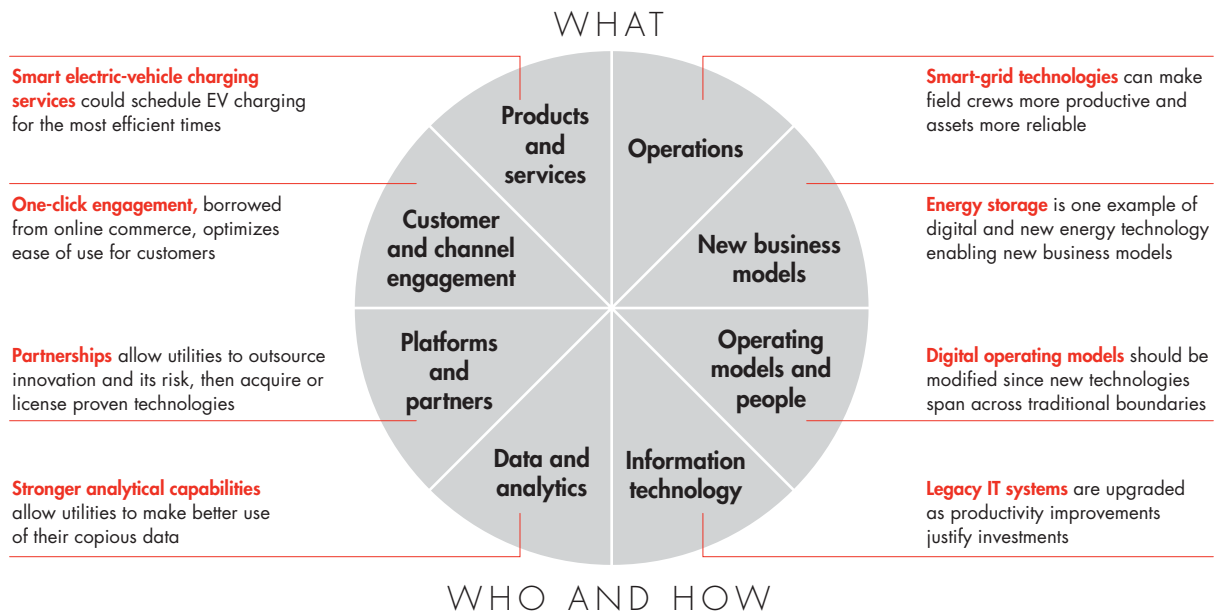 WHAT
Smart electric-vehicle charging
services could schedule EV charging
for the most efficient times
Products
and
services
Operations
Smart-grid technologies can make
field crews more productive and
assets more reliable
One-click engagement, borrowed
from online commerce, optimizes
ease of use for customers
Customer
and channel
engagement
New business
models
Energy storage is one example of
digital and new energy technology
enabling new business models
Partnerships allow utilities to outsource
innovation and its risk, then acquire or
license proven technologies
Platforms
and
partners
Operating
models and
people
Digital operating models should be
modified since new technologies
span across traditional boundaries
Stronger analytical capabilities
allow utilities to make better use
of their copious data
Data and
analytics
Information
technology
Legacy IT systems are upgraded
as productivity improvements
justify investments
WHO AND HOW